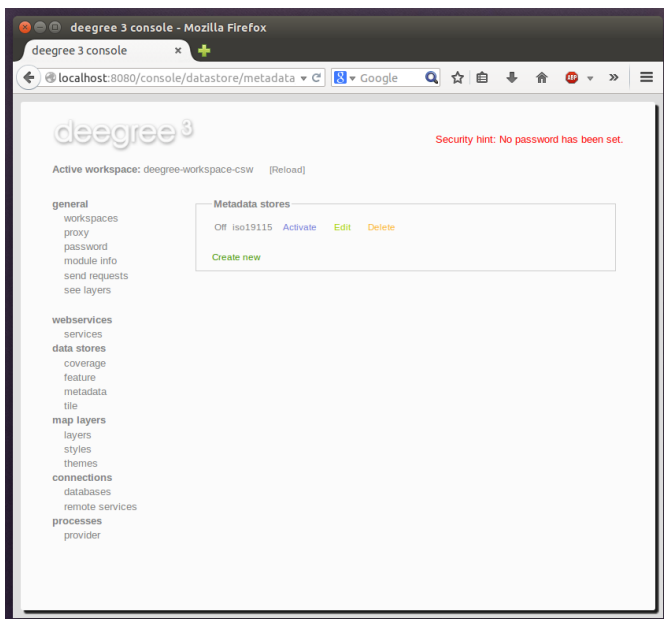 deegree 3 console - Mozilla Firefox
deegree 3 console
localhost:8080/console/datastore/metadata Google
deegree 3
Security hint: No password has been set.
Active workspace: deegree-workspace-csw [Reload]
general
workspaces
proxy
password
module info
send requests
see layers
webservices
services
data stores
coverage
feature
metadata
tile
map layers
layers
styles
themes
connections
databases
remote services
processes
provider
Metadata stores
Off iso19115 Activate Edit Delete
Create new